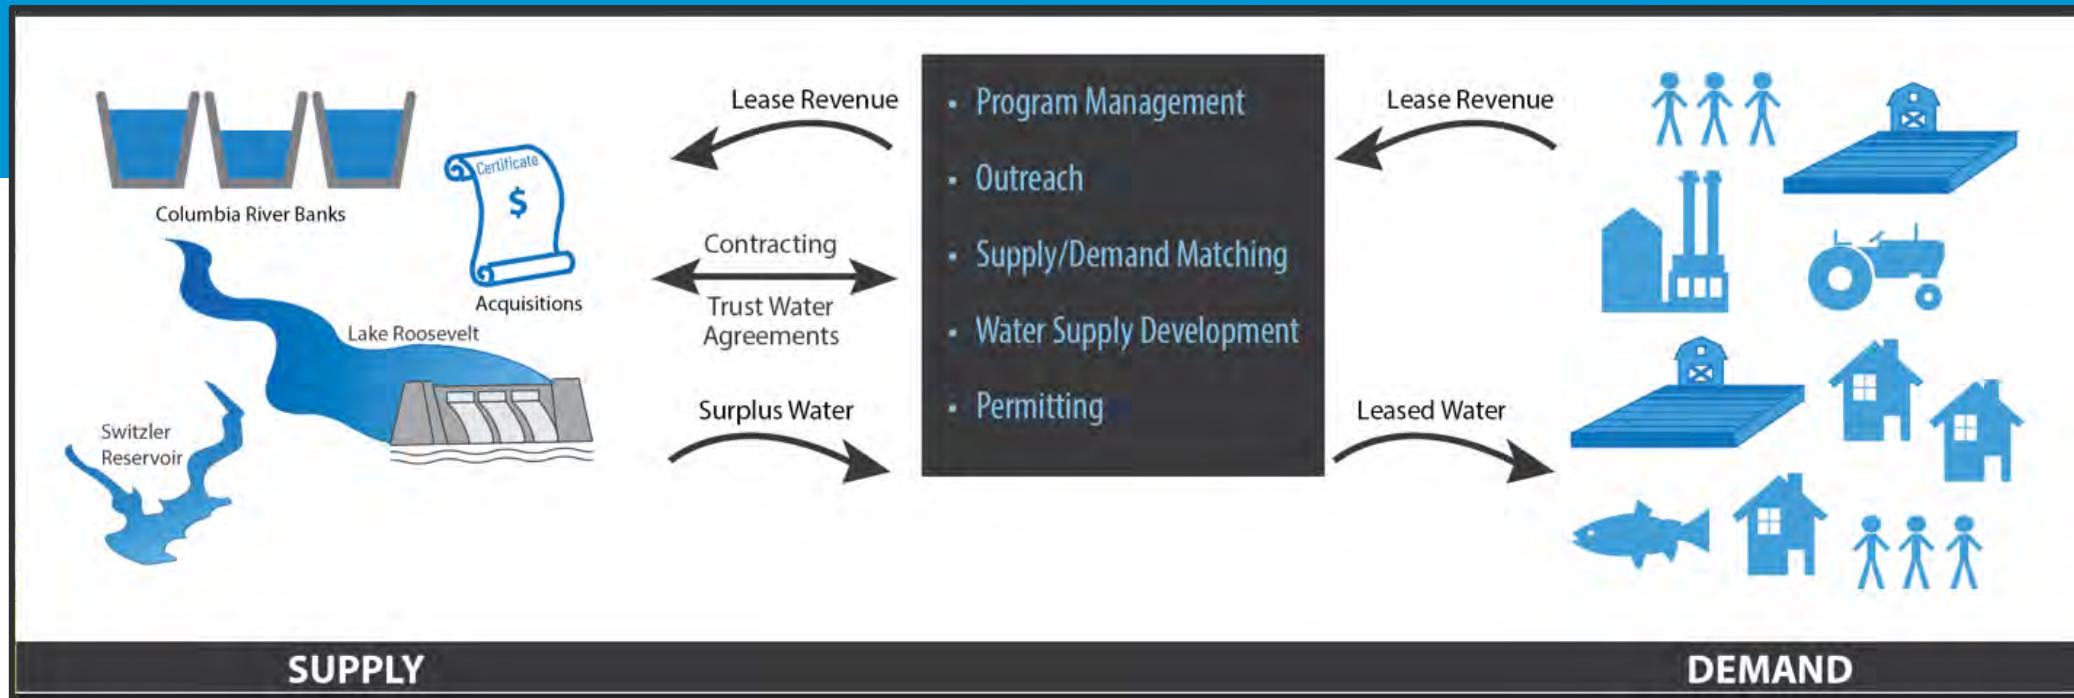 Columbia River Banks
Certificate
$
Acquisitions
Lake Roosevelt
Switzler
Reservoir
Lease Revenue
Contracting
Trust Water
Agreements
Surplus Water
• Program Management
• Outreach
• Supply/Demand Matching
• Water Supply Development
• Permitting
Lease Revenue
Leased Water
SUPPLY
DEMAND